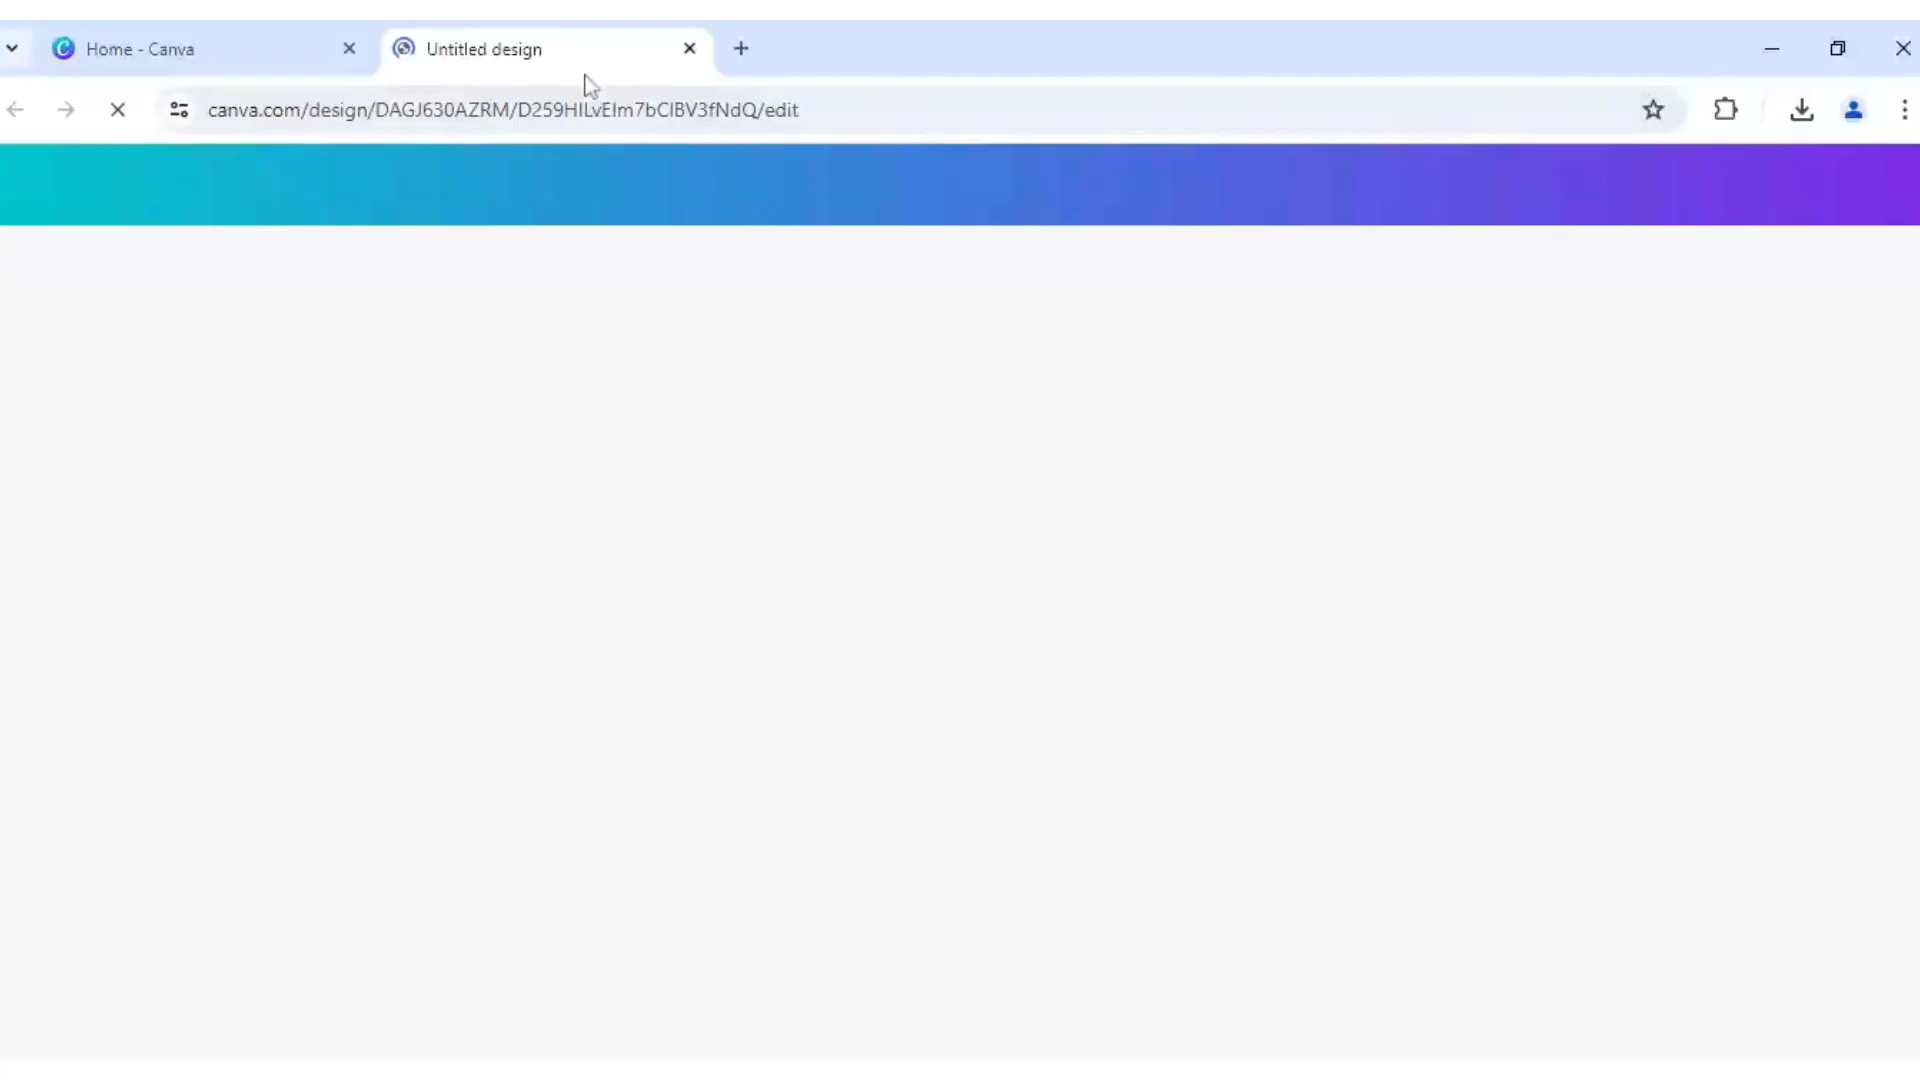 Home - Canva
Untitled design
canva.com/design/DAGJ630AZRM/D259HILvEIm7bCIBV3fNdQ/edit